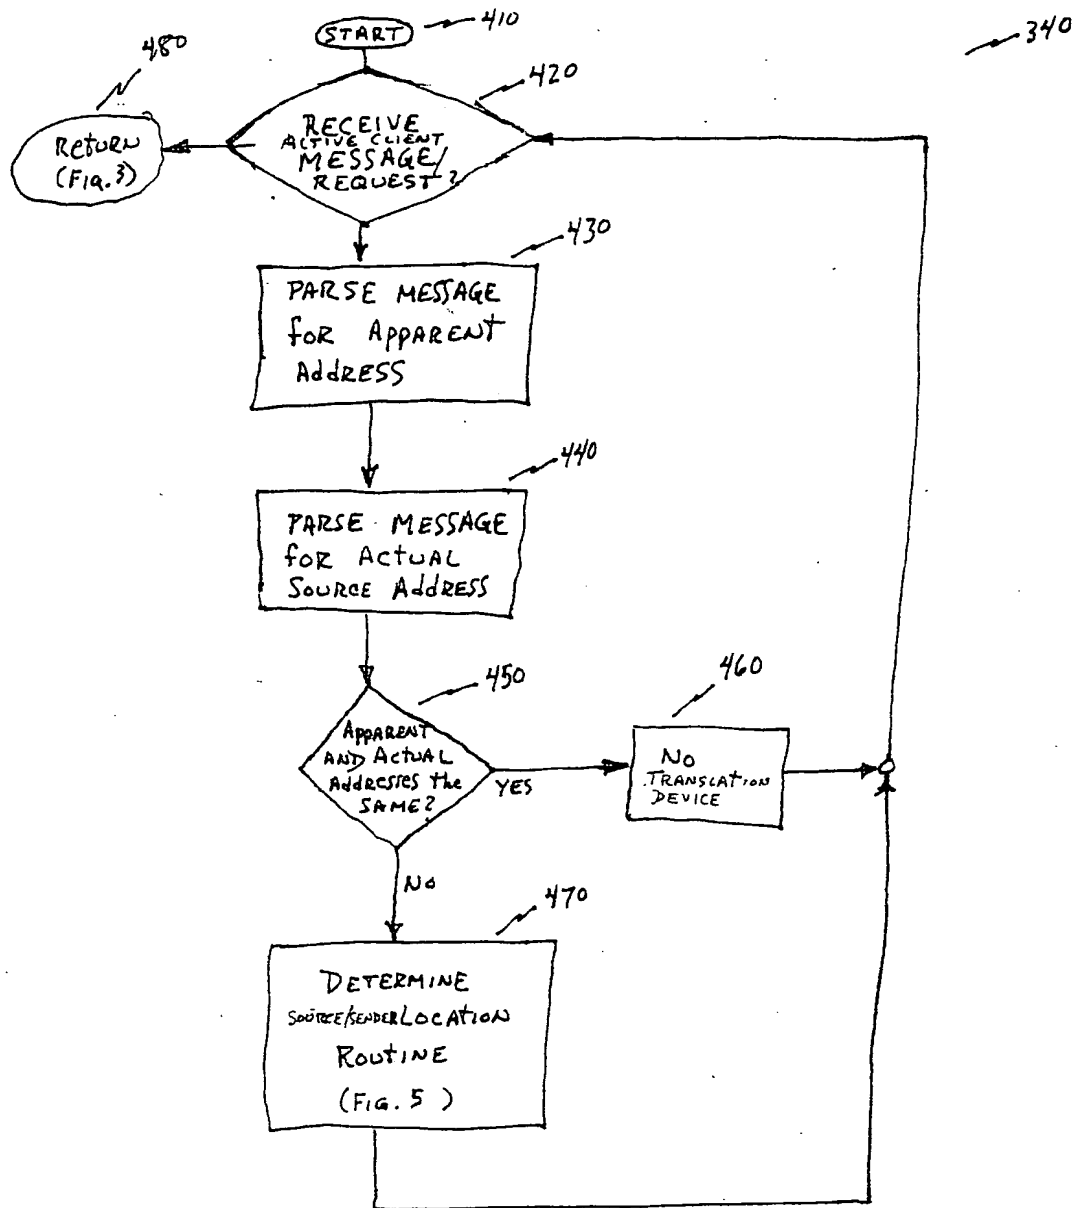 START
410
340
480
420
RECEIVE
ACTIVE CLIENT
MESSAGE/
REQUEST?
RETURN
(FIG. 3)
430
PARSE MESSAGE
FOR APPARENT
ADDRESS
440
PARSE MESSAGE
FOR ACTUAL
SOURCE ADDRESS
450
460
APPARENT
AND ACTUAL
ADDRESSES the
SAME?
YES
NO
TRANSLATION
DEVICE
No
470
DETERMINE
SOURCE/SENDER LOCATION
ROUTINE
(FIG. 5 )